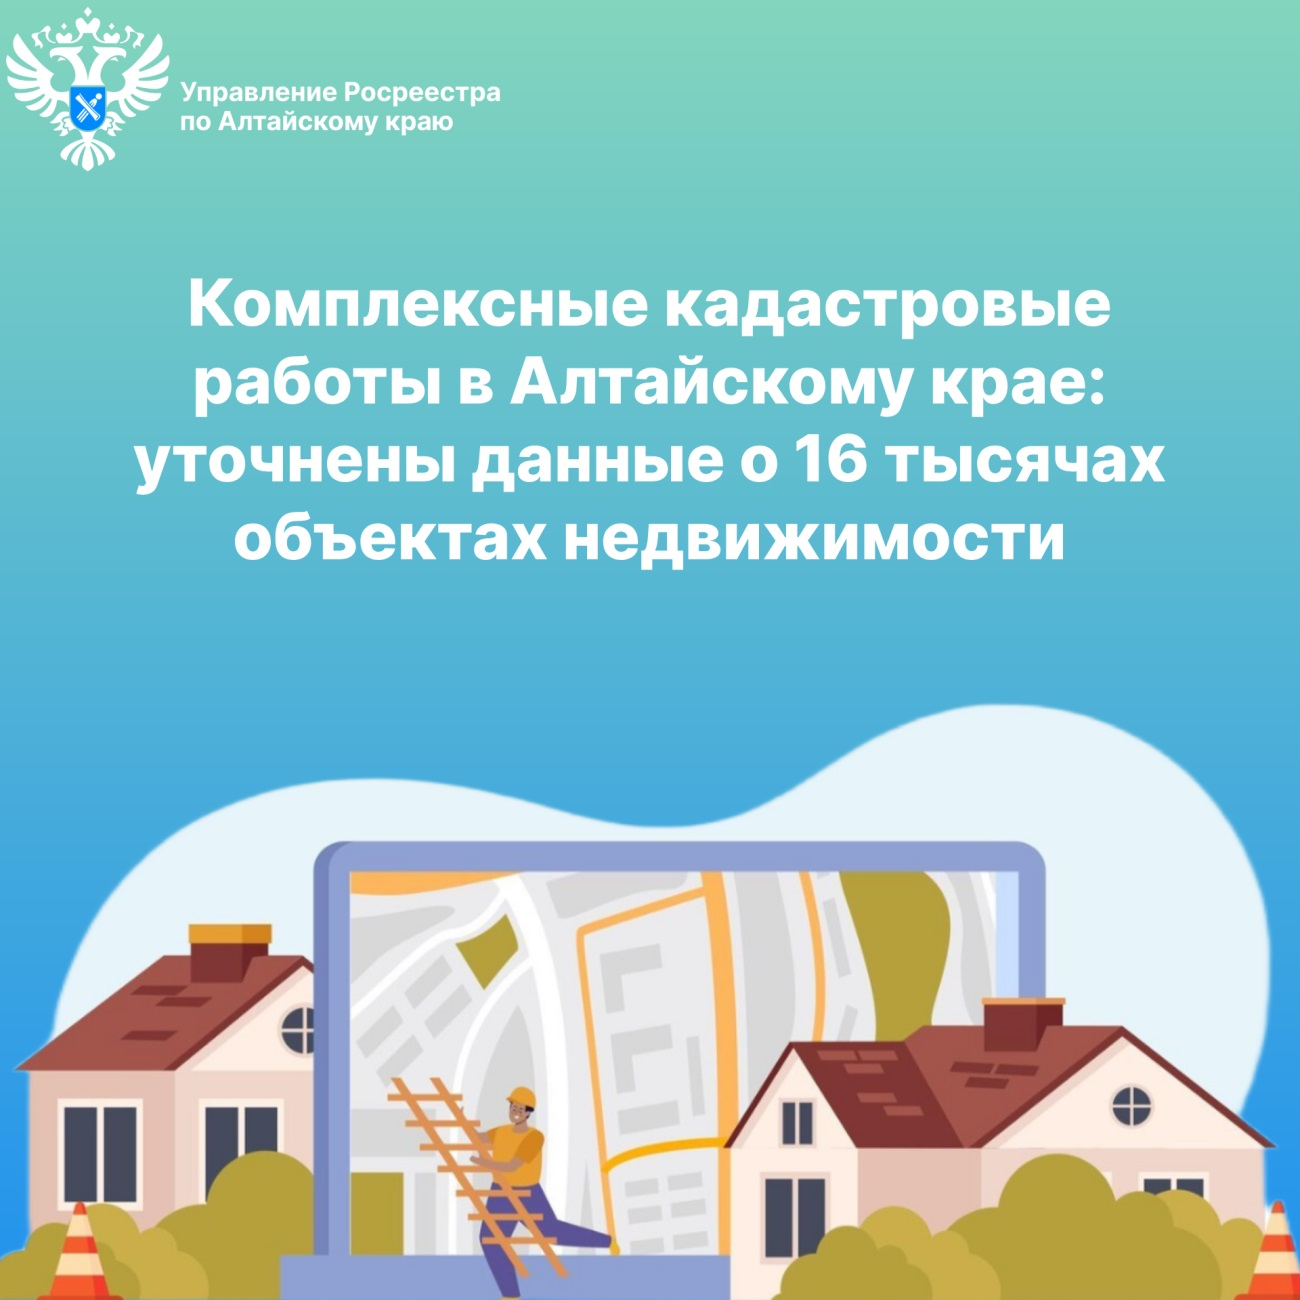 Управление Росреестра
по Алтайскому краю
Комплексные кадастровые
работы в Алтайскому крае:
уточнены данные о 16 тысячах
объектах недвижимости